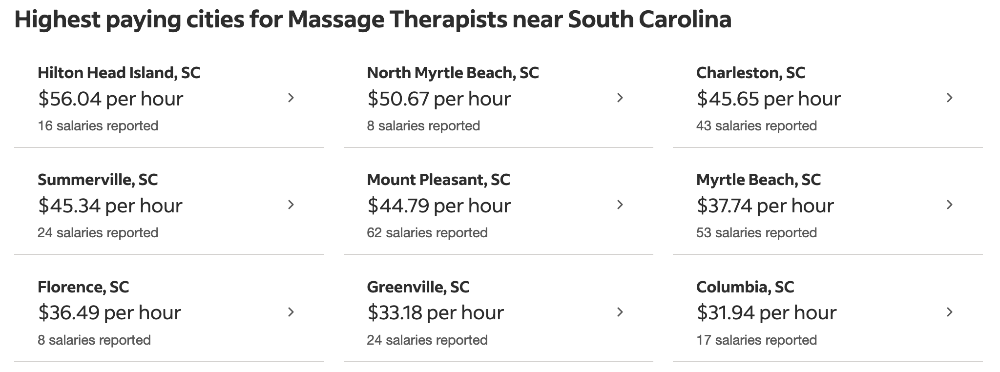 Highest paying cities for Massage Therapists near South Carolina
Hilton Head Island, SC
$56.04 per hour
16 salaries reported
North Myrtle Beach, SC
$50.67 per hour
8 salaries reported
Charleston, SC
$45.65 per hour
43 salaries reported
Summerville, SC
$45.34 per hour
24 salaries reported
Mount Pleasant, SC
$44.79 per hour
62 salaries reported
Myrtle Beach, SC
$37.74 per hour
53 salaries reported
Florence, SC
$36.49 per hour
8 salaries reported
Greenville, SC
$33.18 per hour
24 salaries reported
Columbia, SC
$31.94 per hour
17 salaries reported